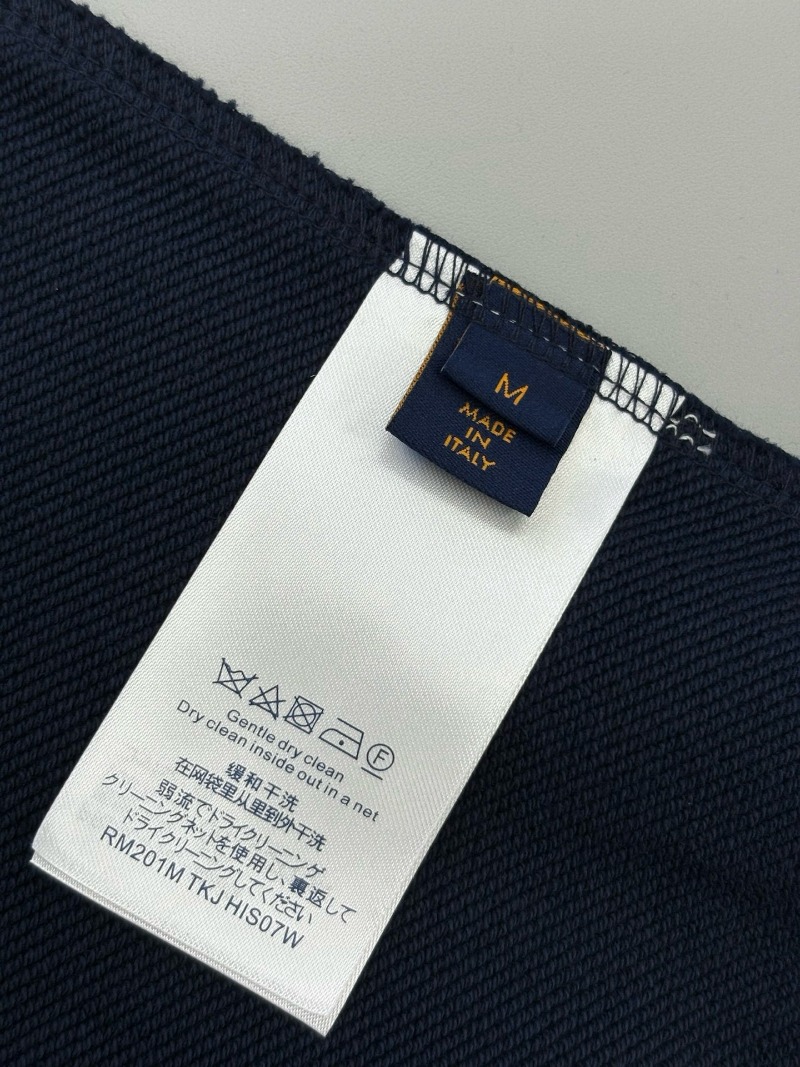 M
MADE
IN
ITALY
Gentle dry clean
Dry clean inside out in a net
缓和干洗
在网袋里从里到外干洗
弱流でドライクリーニング
クリーニングネットを使用し、裏返して
ドライクリーニングしてください
RM201M TKJ HIS07W